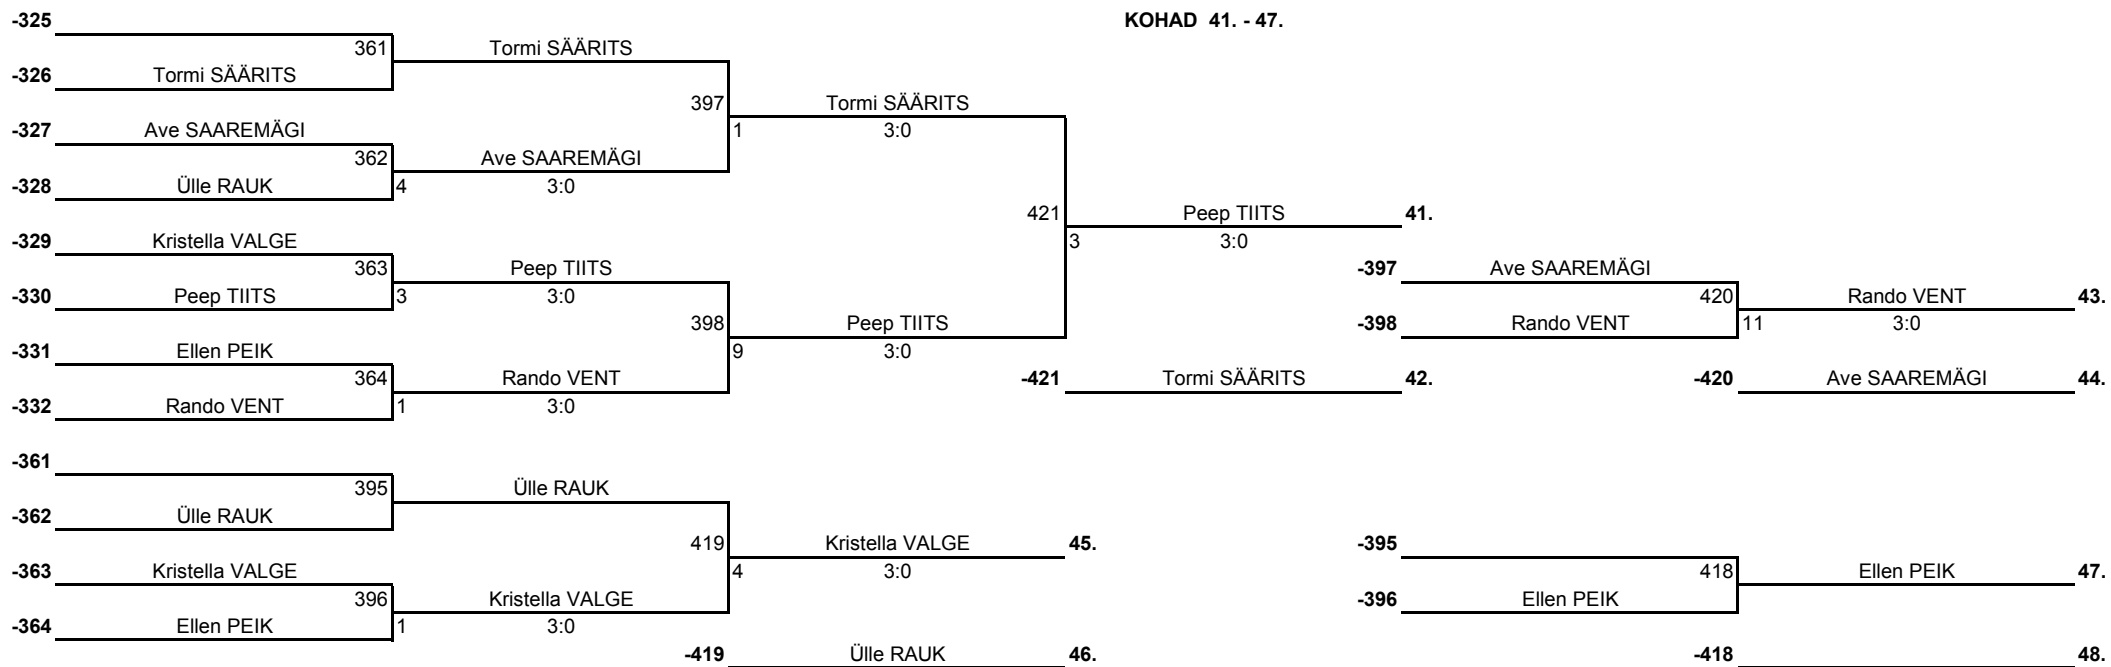 -325 KOHAD 41. - 47.
361 Tormi SÄÄRITS
-326 Tormi SÄÄRITS
397 Tormi SÄÄRITS
-327 Ave SAAREMÄGI 1 3:0
362 Ave SAAREMÄGI
-328 Ülle RAUK 4 3:0
421 Peep TIITS 41.
-329 Kristella VALGE 3 3:0
363 Peep TIITS -397 Ave SAAREMÄGI
-330 Peep TIITS 3 3:0 420 Rando VENT 43.
398 Peep TIITS -398 Rando VENT 11 3:0
-331 Ellen PEIK 9 3:0
364 Rando VENT -421 Tormi SÄÄRITS 42. -420 Ave SAAREMÄGI 44.
-332 Rando VENT 1 3:0
-361
395 Ülle RAUK
-362 Ülle RAUK
419 Kristella VALGE 45. -395
-363 Kristella VALGE 4 3:0 418 Ellen PEIK 47.
396 Kristella VALGE -396 Ellen PEIK
-364 Ellen PEIK 1 3:0
-419 Ülle RAUK 46. -418 48.